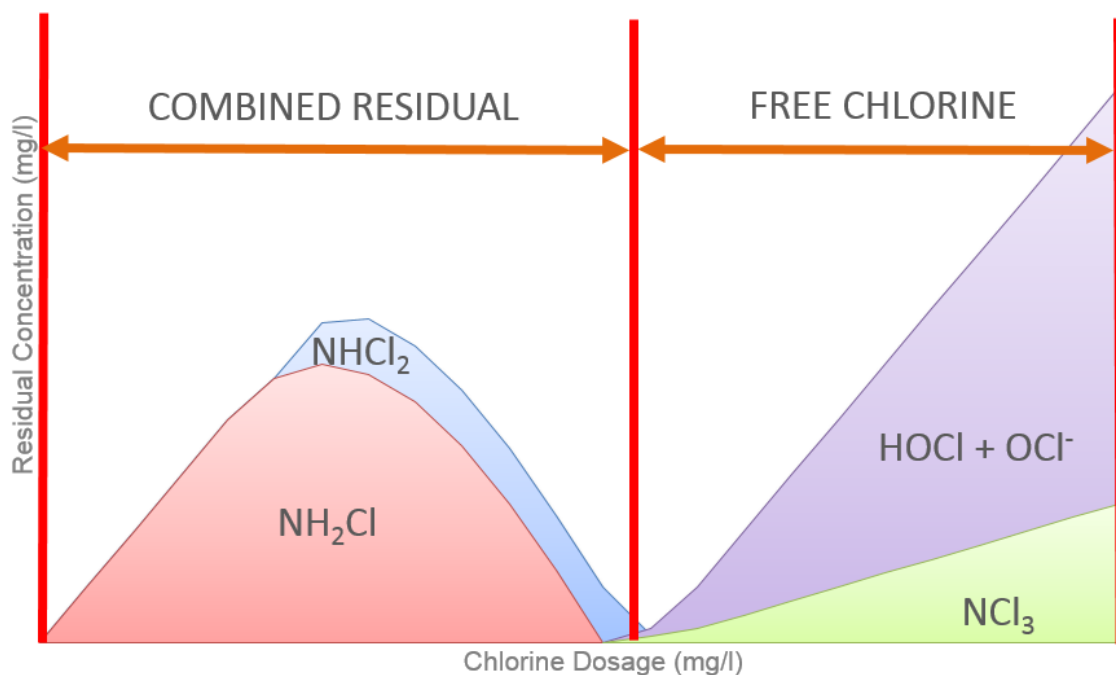 COMBINED RESIDUAL
FREE CHLORINE
Residual Concentration (mg/l)
NHCl₂
NH₂Cl
HOCl + OCl⁻
NCl₃
Chlorine Dosage (mg/l)